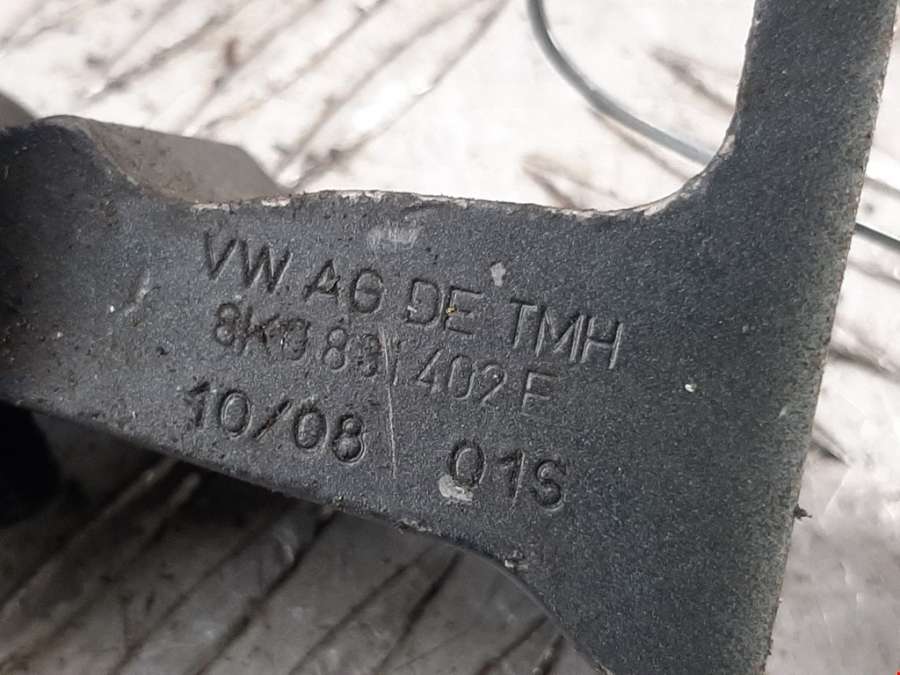 VW AG DE TMH
8K0 831 402 E
10/08 01S